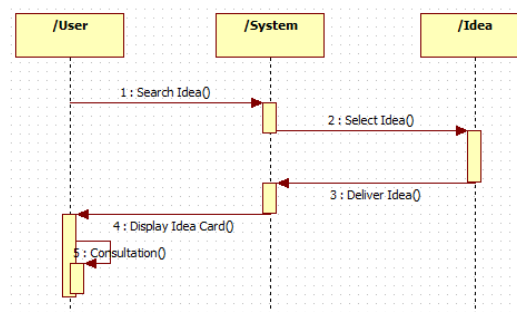 /User
/System
/Idea
1 : Search Idea()
2 : Select Idea()
3 : Deliver Idea()
4 : Display Idea Card()
5 : Consultation()